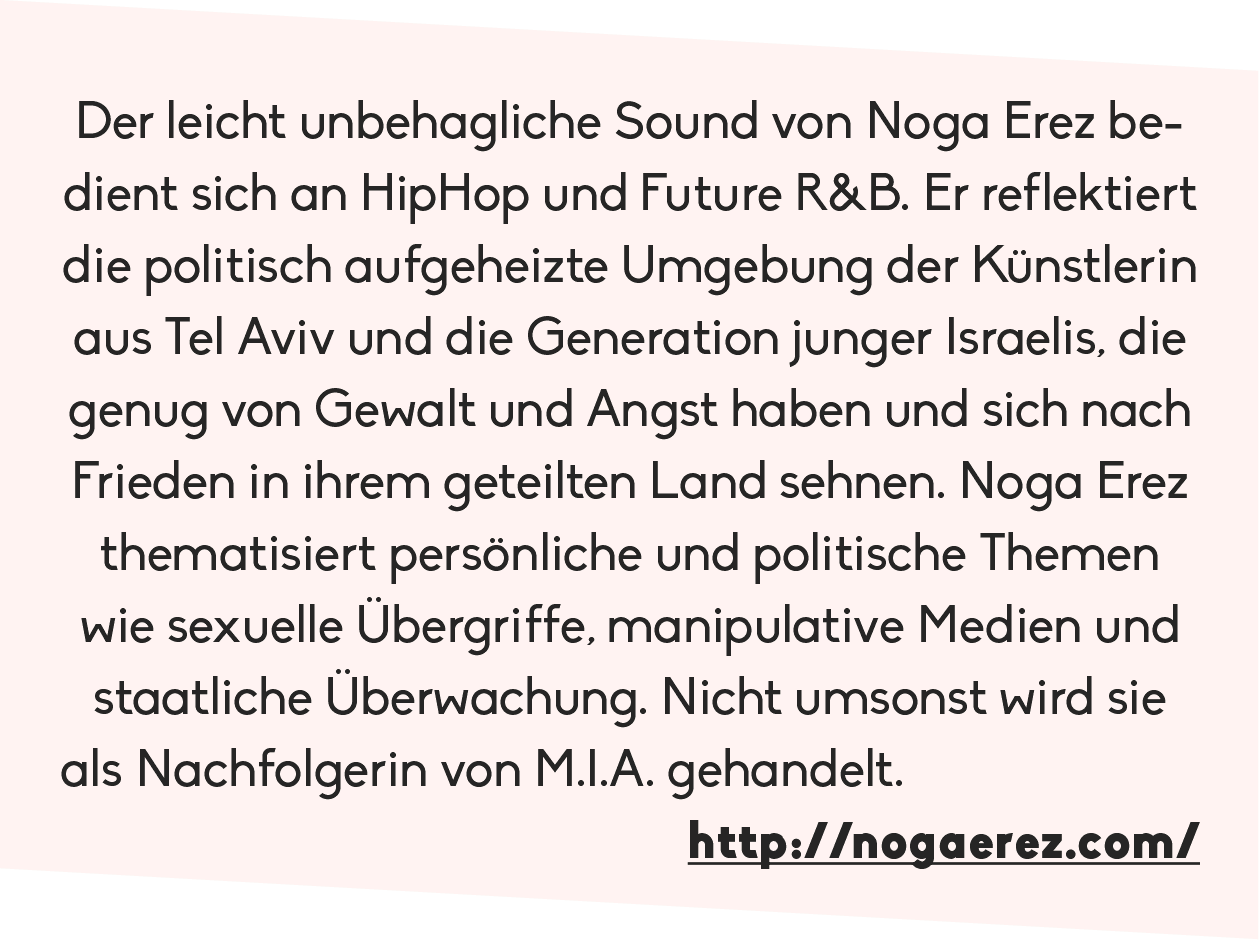 Der leicht unbehagliche Sound von Noga Erez be-
dient sich an HipHop und Future R&B. Er reflektiert
die politisch aufgeheizte Umgebung der Künstlerin
aus Tel Aviv und die Generation junger Israelis, die
genug von Gewalt und Angst haben und sich nach
Frieden in ihrem geteilten Land sehnen. Noga Erez
thematisiert persönliche und politische Themen
wie sexuelle Übergriffe, manipulative Medien und
staatliche Überwachung. Nicht umsonst wird sie
als Nachfolgerin von M.I.A. gehandelt.
http://nogaerez.com/